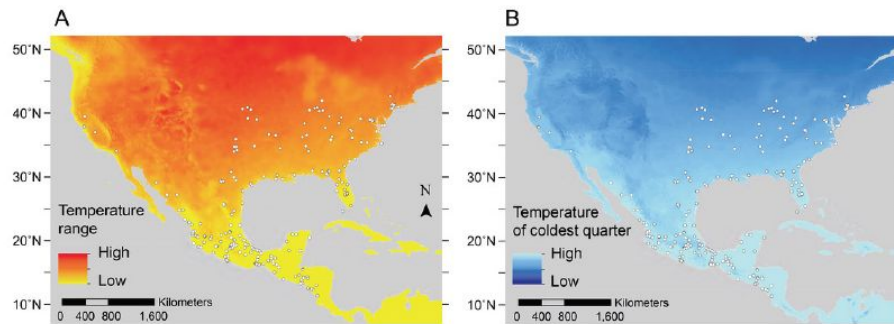 A
50˚N
40˚N
30˚N
20˚N
10˚N
N
Temperature
range
High
Low
Kilometers
0 400 800 1,600
B
50˚N
40˚N
30˚N
20˚N
10˚N
Temperature
of coldest quarter
High
Low
Kilometers
0 400 800 1,600